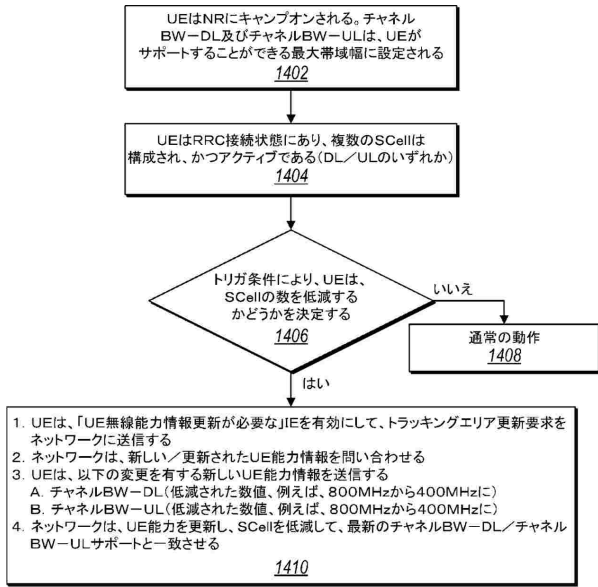 UEはNRにキャンプオンされる。チャネル
BW−DL及びチャネルBW−ULは、UEが
サポートすることができる最大帯域幅に設定される
1402
UEはRRC接続状態にあり、複数のSCellは
構成され、かつアクティブである(DL/ULのいずれか)
1404
トリガ条件により、UEは、
SCellの数を低減する
かどうかを決定する
1406
いいえ
通常の動作
1408
はい
1. UEは、「UE無線能力情報更新が必要な」IEを有効にして、トラッキングエリア更新要求を
ネットワークに送信する
2. ネットワークは、新しい/更新されたUE能力情報を問い合わせる
3. UEは、以下の変更を有する新しいUE能力情報を送信する
A. チャネルBW−DL(低減された数値、例えば、800MHzから400MHzに)
B. チャネルBW−UL(低減された数値、例えば、800MHzから400MHzに)
4. ネットワークは、UE能力を更新し、SCellを低減して、最新のチャネルBW−DL/チャネル
BW−ULサポートと一致させる
1410